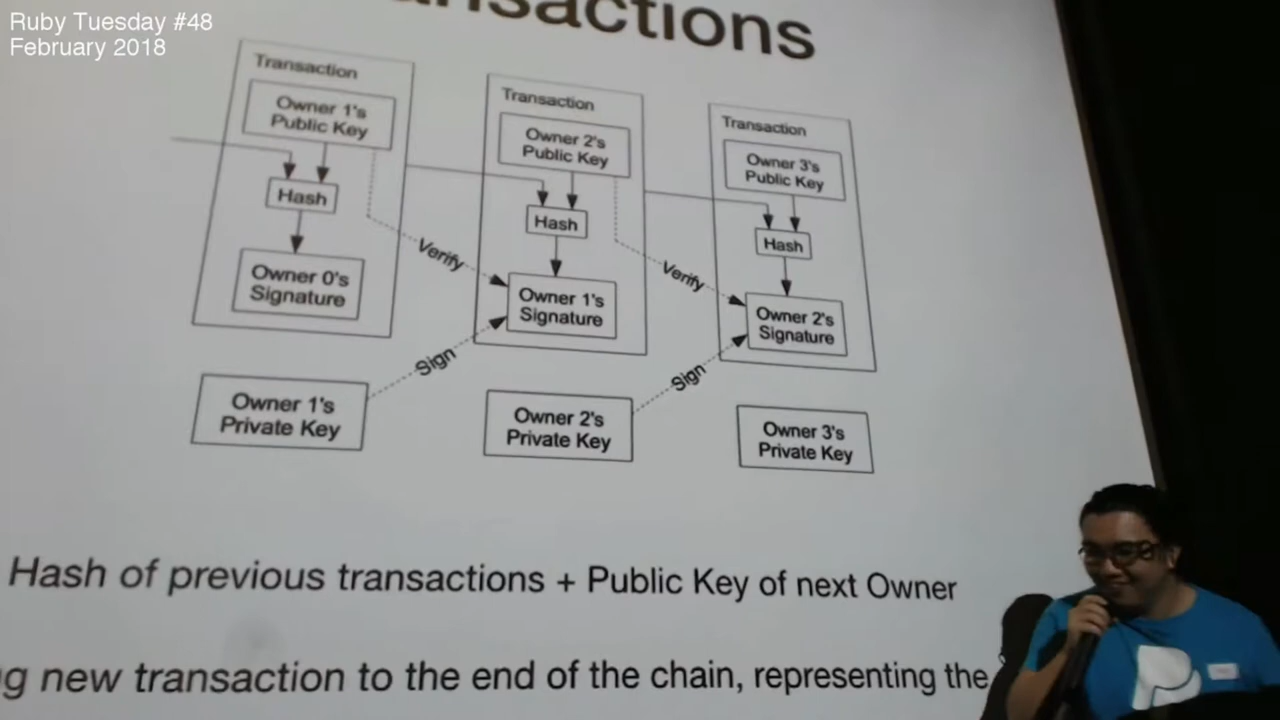 Ruby Tuesday #48
February 2018
Transaction
Owner 1's
Public Key
Hash
Owner 0's
Signature
Transaction
Owner 2's
Public Key
Hash
Verify
Owner 1's
Signature
Transaction
Owner 3's
Public Key
Hash
Verify
Owner 2's
Signature
Sign
Sign
Owner 1's
Private Key
Owner 2's
Private Key
Owner 3's
Private Key
Hash of previous transactions + Public Key of next Owner
new transaction to the end of the chain, representing the